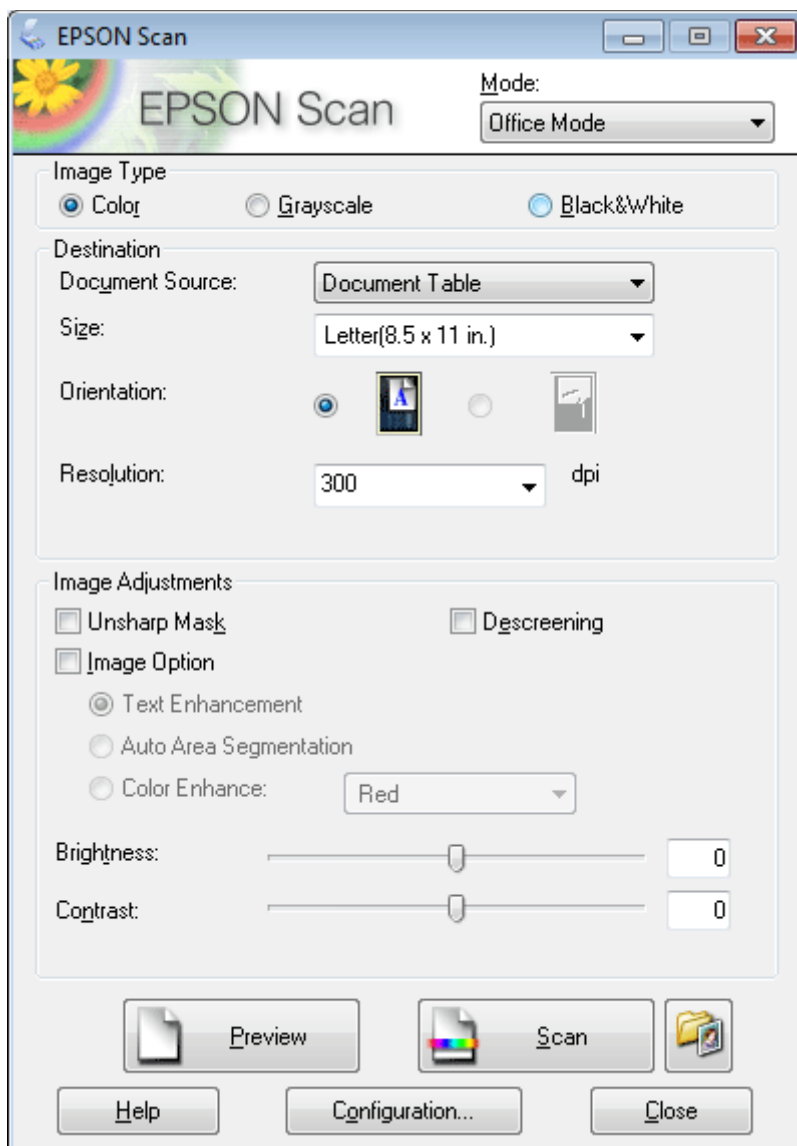 EPSON Scan
EPSON Scan
Mode:
Office Mode
Image Type
Color Grayscale Black&White
Destination
Document Source: Document Table
Size: Letter(8.5 x 11 in.)
Orientation: A
Resolution: 300 dpi
Image Adjustments
Unsharp Mask Descreening
Image Option
Text Enhancement
Auto Area Segmentation
Color Enhance: Red
Brightness: 0
Contrast: 0
Preview Scan
Help Configuration... Close